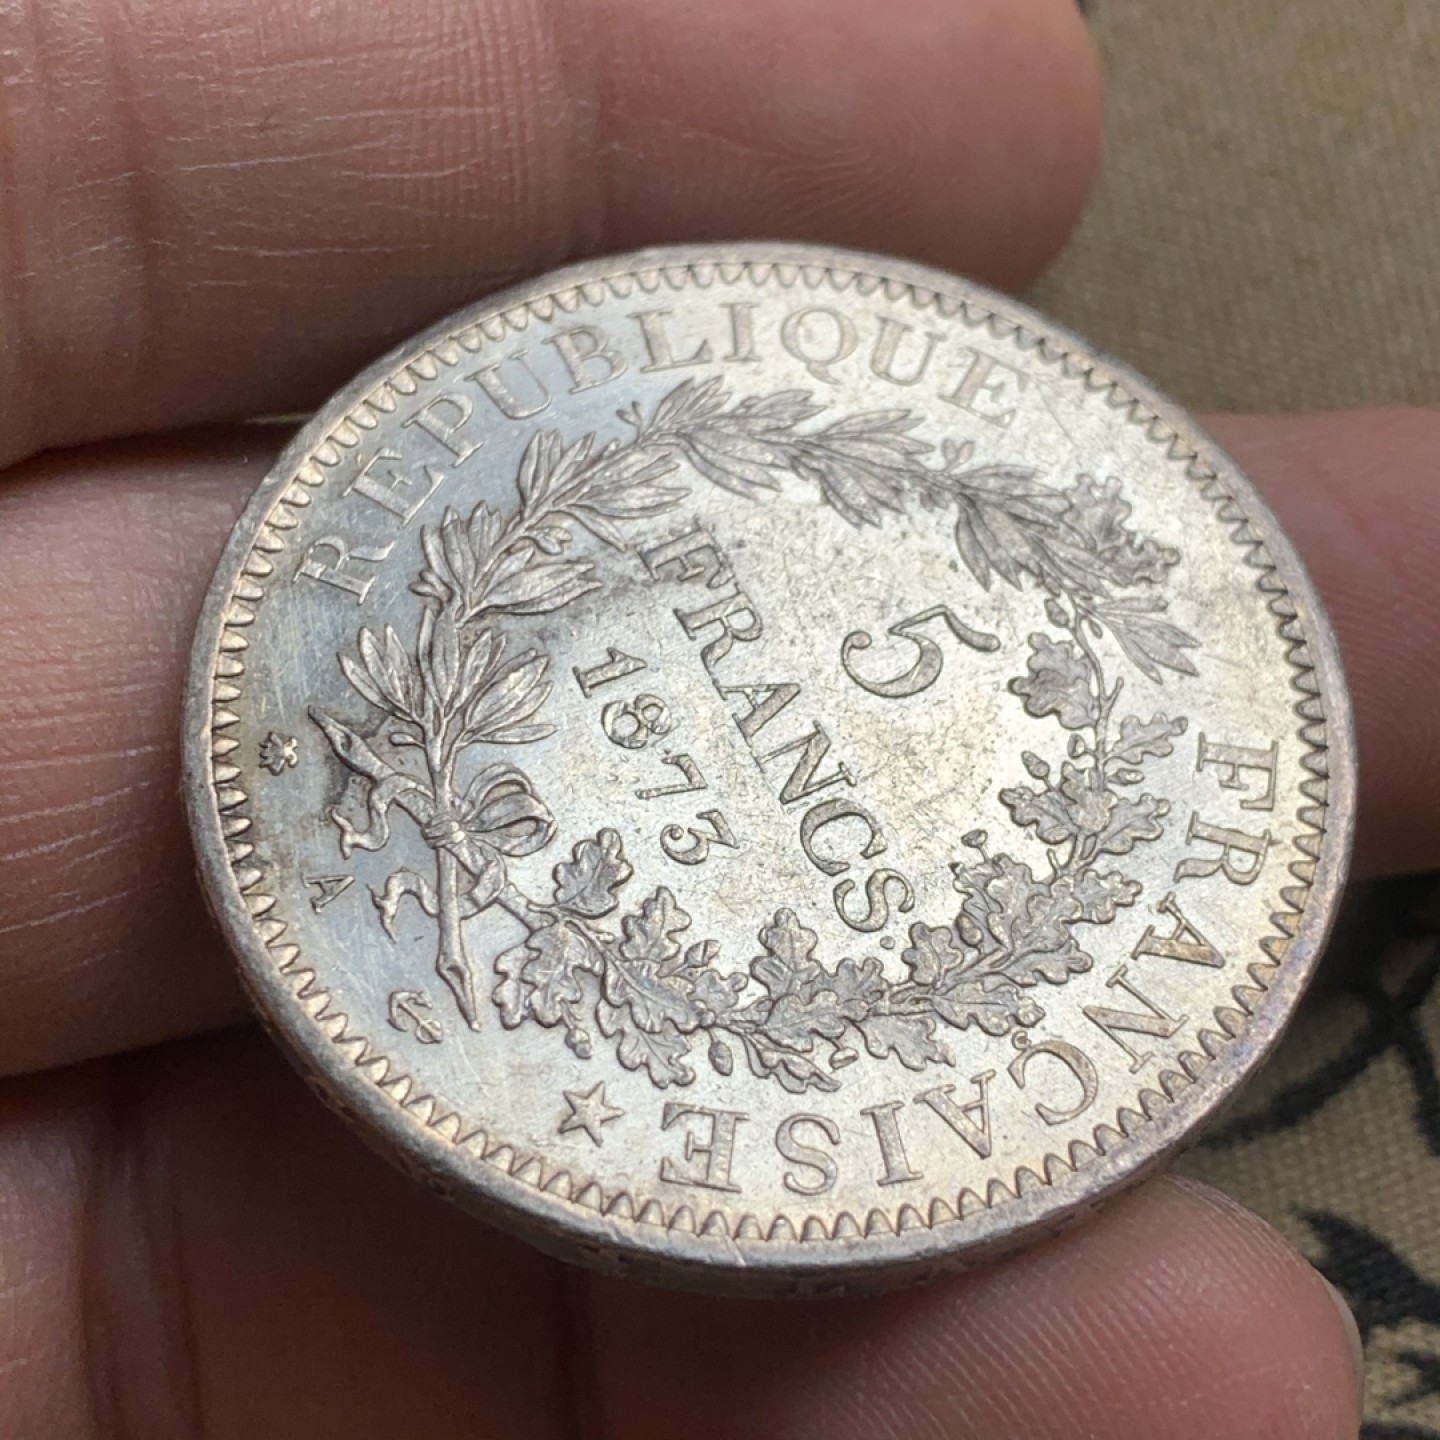 REPUBLIQUE FRANÇAISE ★
5
FRANCS.
1873
A